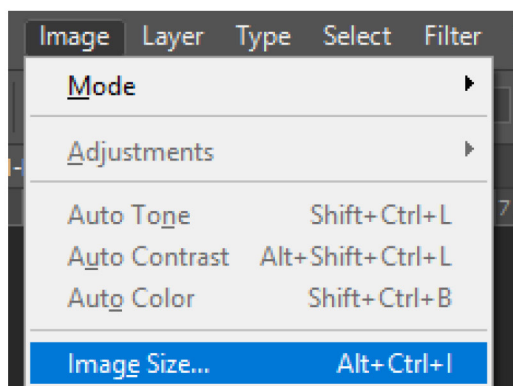 Image Layer Type Select Filter
Mode
Adjustments
7
Auto Tone Shift+Ctrl+L
Auto Contrast Alt+Shift+Ctrl+L
Auto Color Shift+Ctrl+B
Image Size... Alt+Ctrl+I